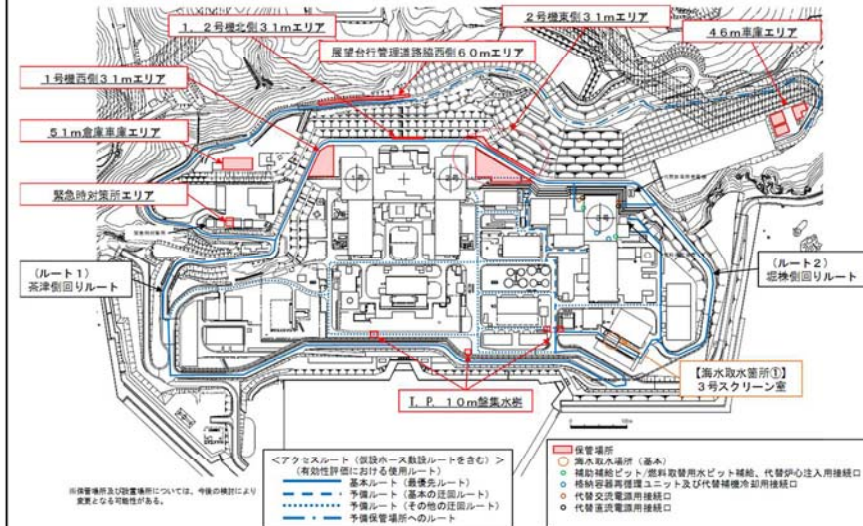 １，２号機北側３１ｍエリア
２号機東側３１ｍエリア
４６ｍ車庫エリア
展望台行管理道路脇西側６０ｍエリア
１号機西側３１ｍエリア
５１ｍ倉庫車庫エリア
緊急時対策所エリア
（ルート１）
茶津側回りルート
（ルート２）
堀株側回りルート
【海水取水箇所①】
３号スクリーン室
Ｔ．Ｐ．１０ｍ盤集水桝
＜アクセスルート（仮設ホース敷設ルートを含む）＞
（有効性評価における使用ルート）
基本ルート（最優先ルート）
予備ルート（基本の迂回ルート）
予備ルート（その他の迂回ルート）
予備保管場所へのルート
保管場所
海水取水場所（基本）
補助給水ピット/燃料取替用水ピット補給、代替炉心注入用接続口
格納容器再循環ユニット及び代替補機冷却用接続口
代替交流電源用接続口
代替直流電源用接続口
※保管場所及び設置場所については、今後の検討により
変更となる可能性がある。